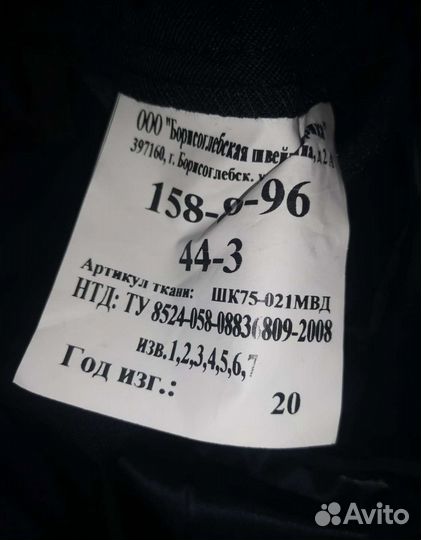 ООО "Борисоглебская
397160, г. Борисоглебск,
158- -96
44-3
Артикул ткани: ШК75-021МВД
НТД: ТУ 8524-058-08836809-2008
изв.1,2,3,4,5,6,7
Год изг.: 20
Avito